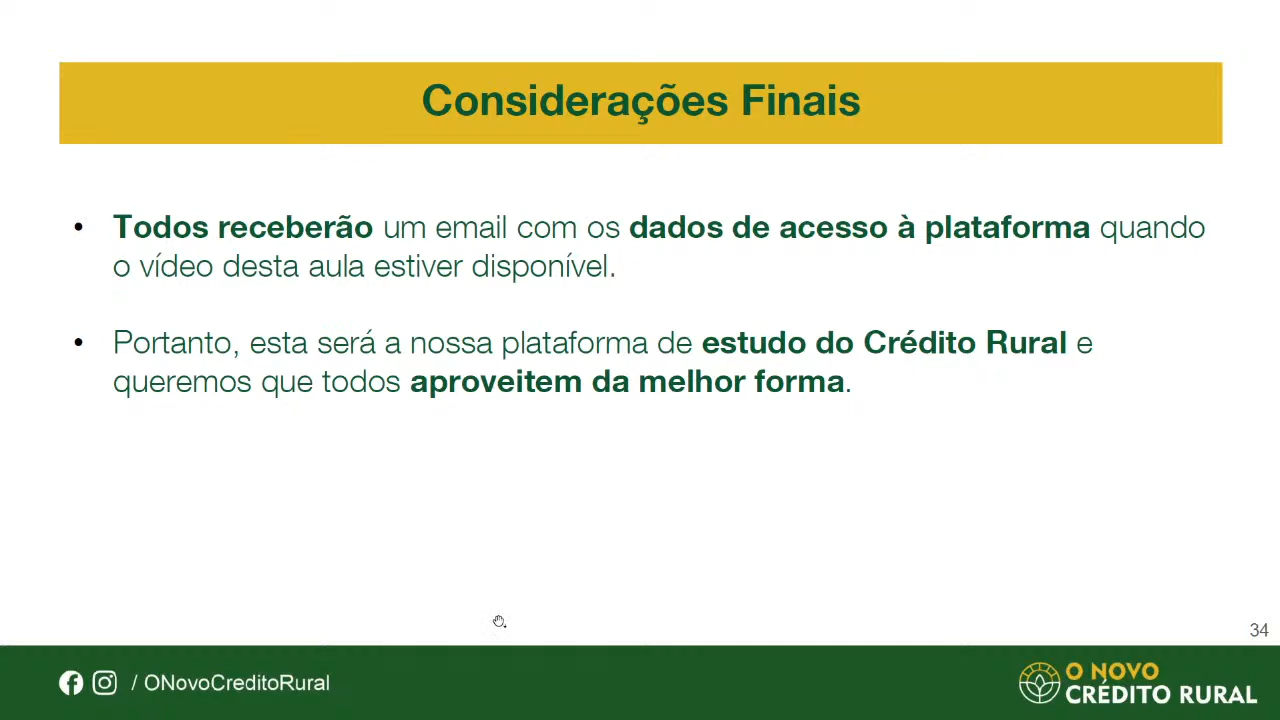 Considerações Finais
• Todos receberão um email com os dados de acesso à plataforma quando
o vídeo desta aula estiver disponível.
• Portanto, esta será a nossa plataforma de estudo do Crédito Rural e
queremos que todos aproveitem da melhor forma.
34
/ ONovoCreditoRural
O NOVO
CRÉDITO RURAL